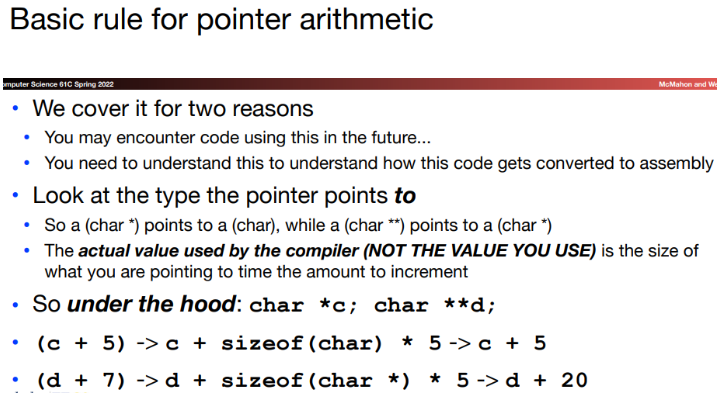 Basic rule for pointer arithmetic
omputer Science 61C Spring 2022
McMahon and We
• We cover it for two reasons
• You may encounter code using this in the future...
• You need to understand this to understand how this code gets converted to assembly
• Look at the type the pointer points to
• So a (char *) points to a (char), while a (char **) points to a (char *)
• The actual value used by the compiler (NOT THE VALUE YOU USE) is the size of
what you are pointing to time the amount to increment
• So under the hood: char *c; char **d;
• (c + 5) -> c + sizeof(char) * 5 -> c + 5
• (d + 7) -> d + sizeof(char *) * 5 -> d + 20